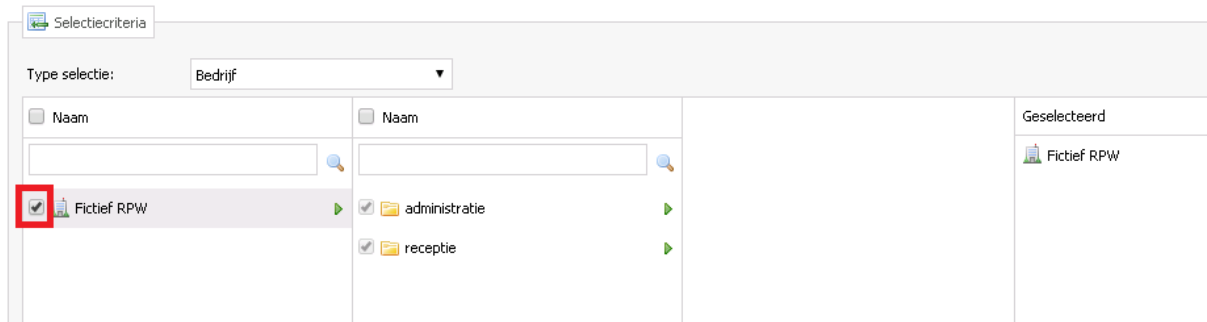 Selectiecriteria
Type selectie: Bedrijf
Naam Naam Geselecteerd
Fictief RPW
Fictief RPW administratie
receptie